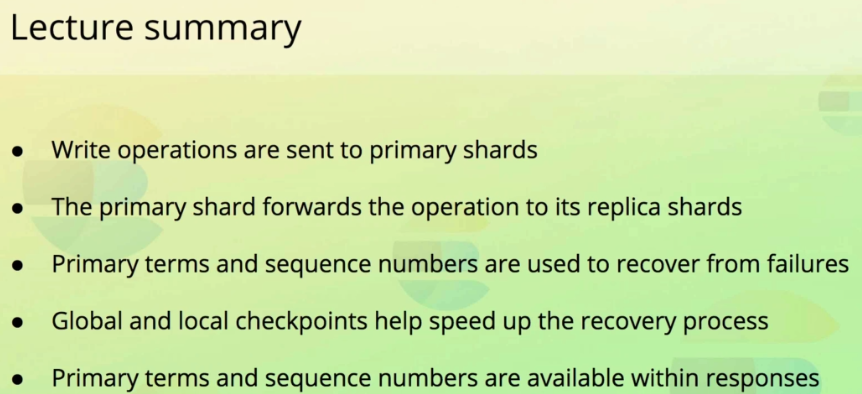 Lecture summary
● Write operations are sent to primary shards
● The primary shard forwards the operation to its replica shards
● Primary terms and sequence numbers are used to recover from failures
● Global and local checkpoints help speed up the recovery process
● Primary terms and sequence numbers are available within responses